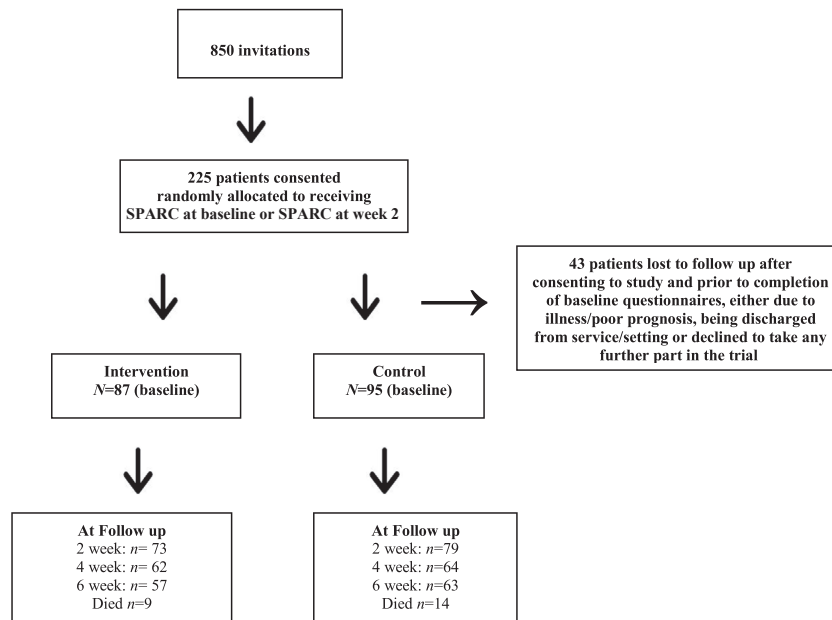 850 invitations
225 patients consented
randomly allocated to receiving
SPARC at baseline or SPARC at week 2
43 patients lost to follow up after
consenting to study and prior to completion
of baseline questionnaires, either due to
illness/poor prognosis, being discharged
from service/setting or declined to take any
further part in the trial
Intervention
N=87 (baseline)
Control
N=95 (baseline)
At Follow up
2 week: n= 73
4 week: n= 62
6 week: n= 57
Died n=9
At Follow up
2 week: n=79
4 week: n=64
6 week: n=63
Died n=14